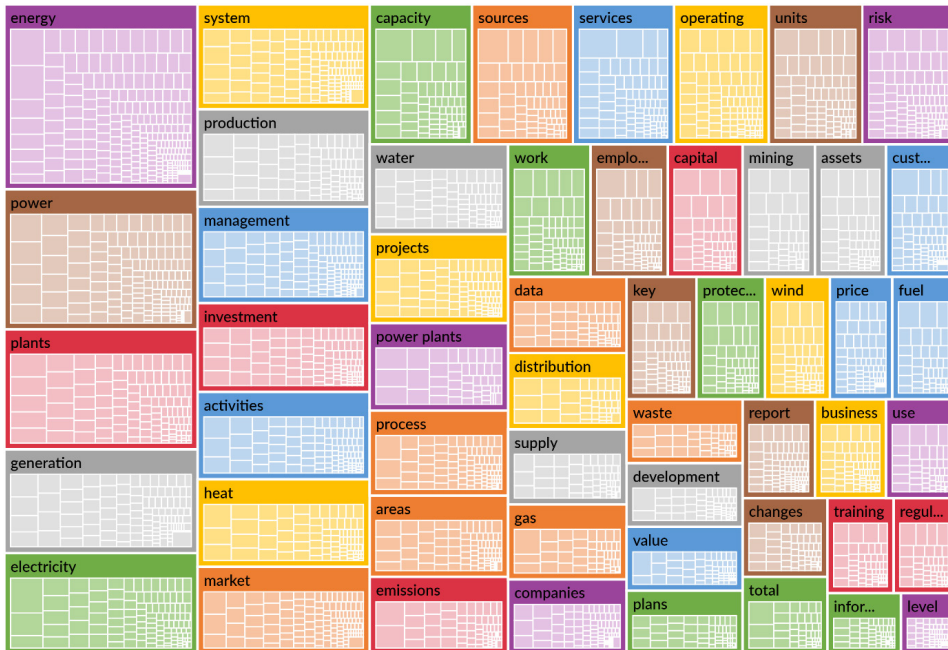 energy
system
capacity
sources
services
operating
units
risk
production
water
work
emplo...
capital
mining
assets
cust...
power
management
projects
data
key
protec...
wind
price
fuel
plants
investment
power plants
distribution
activities
process
supply
waste
report
business
use
generation
development
heat
areas
gas
changes
training
regul...
value
electricity
market
emissions
companies
plans
total
infor...
level